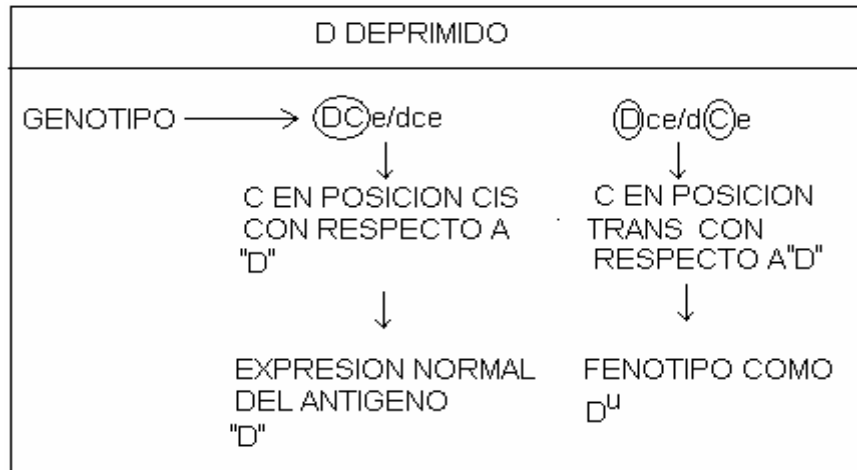 D DEPRIMIDO
GENOTIPO
DCe/dce
C EN POSICION CIS
CON RESPECTO A
"D"
EXPRESION NORMAL
DEL ANTIGENO
"D"
Dce/dCe
C EN POSICION
TRANS CON
RESPECTO A"D"
FENOTIPO COMO
Dᵘ